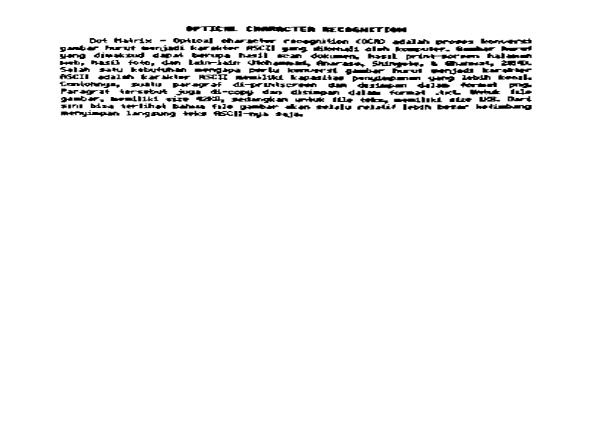 OPTICAL CHARACTER RECOGNITION
Dot Matrix - Optical character recognition (OCR) adalah proses konversi
gambar huruf menjadi karakter ASCII yang dikenali oleh komputer. Gambar huruf
yang dimaksud dapat berupa hasil scan dokumen, hasil print-screen halaman
web, hasil foto, dan lain-lain (Mohammad, Anarase, Shingote, & Ghanwat, 2014).
Salah satu kebutuhan mengapa perlu konversi gambar huruf menjadi karakter
ASCII adalah karakter ASCII memiliki kapasitas penyimpanan yang lebih kecil.
Contohnya, suatu paragraf di-printscreen dan disimpan dalam format png.
Paragraf tersebut juga di-copy dan disimpan dalam format .txt. Untuk file
gambar, memiliki size sedangkan untuk file teks, memiliki size Dari
sini bisa terlihat bahwa file gambar akan selalu relatif lebih besar ketimbang
menyimpan langsung teks ASCII-nya saja.